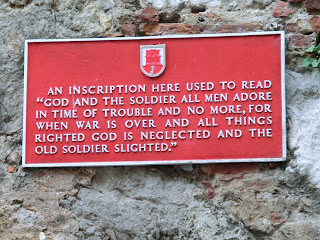 AN INSCRIPTION HERE USED TO READ
"GOD AND THE SOLDIER ALL MEN ADORE
IN TIME OF TROUBLE AND NO MORE, FOR
WHEN WAR IS OVER AND ALL THINGS
RIGHTED GOD IS NEGLECTED AND THE
OLD SOLDIER SLIGHTED."